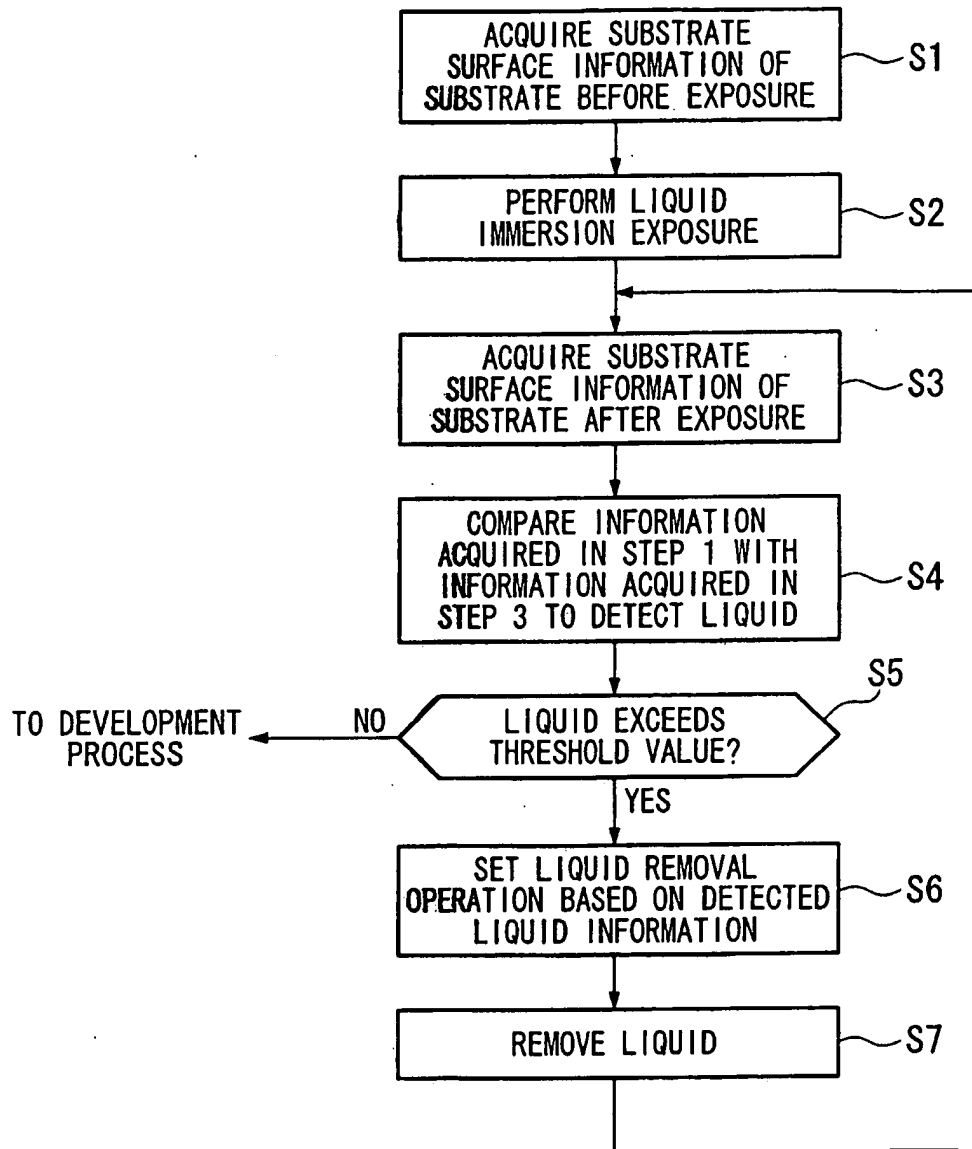 ACQUIRE SUBSTRATE
SURFACE INFORMATION OF
SUBSTRATE BEFORE EXPOSURE
S1
PERFORM LIQUID
IMMERSION EXPOSURE
S2
ACQUIRE SUBSTRATE
SURFACE INFORMATION OF
SUBSTRATE AFTER EXPOSURE
S3
COMPARE INFORMATION
ACQUIRED IN STEP 1 WITH
INFORMATION ACQUIRED IN
STEP 3 TO DETECT LIQUID
S4
S5
LIQUID EXCEEDS
THRESHOLD VALUE?
NO
TO DEVELOPMENT
PROCESS
YES
SET LIQUID REMOVAL
OPERATION BASED ON DETECTED
LIQUID INFORMATION
S6
REMOVE LIQUID
S7